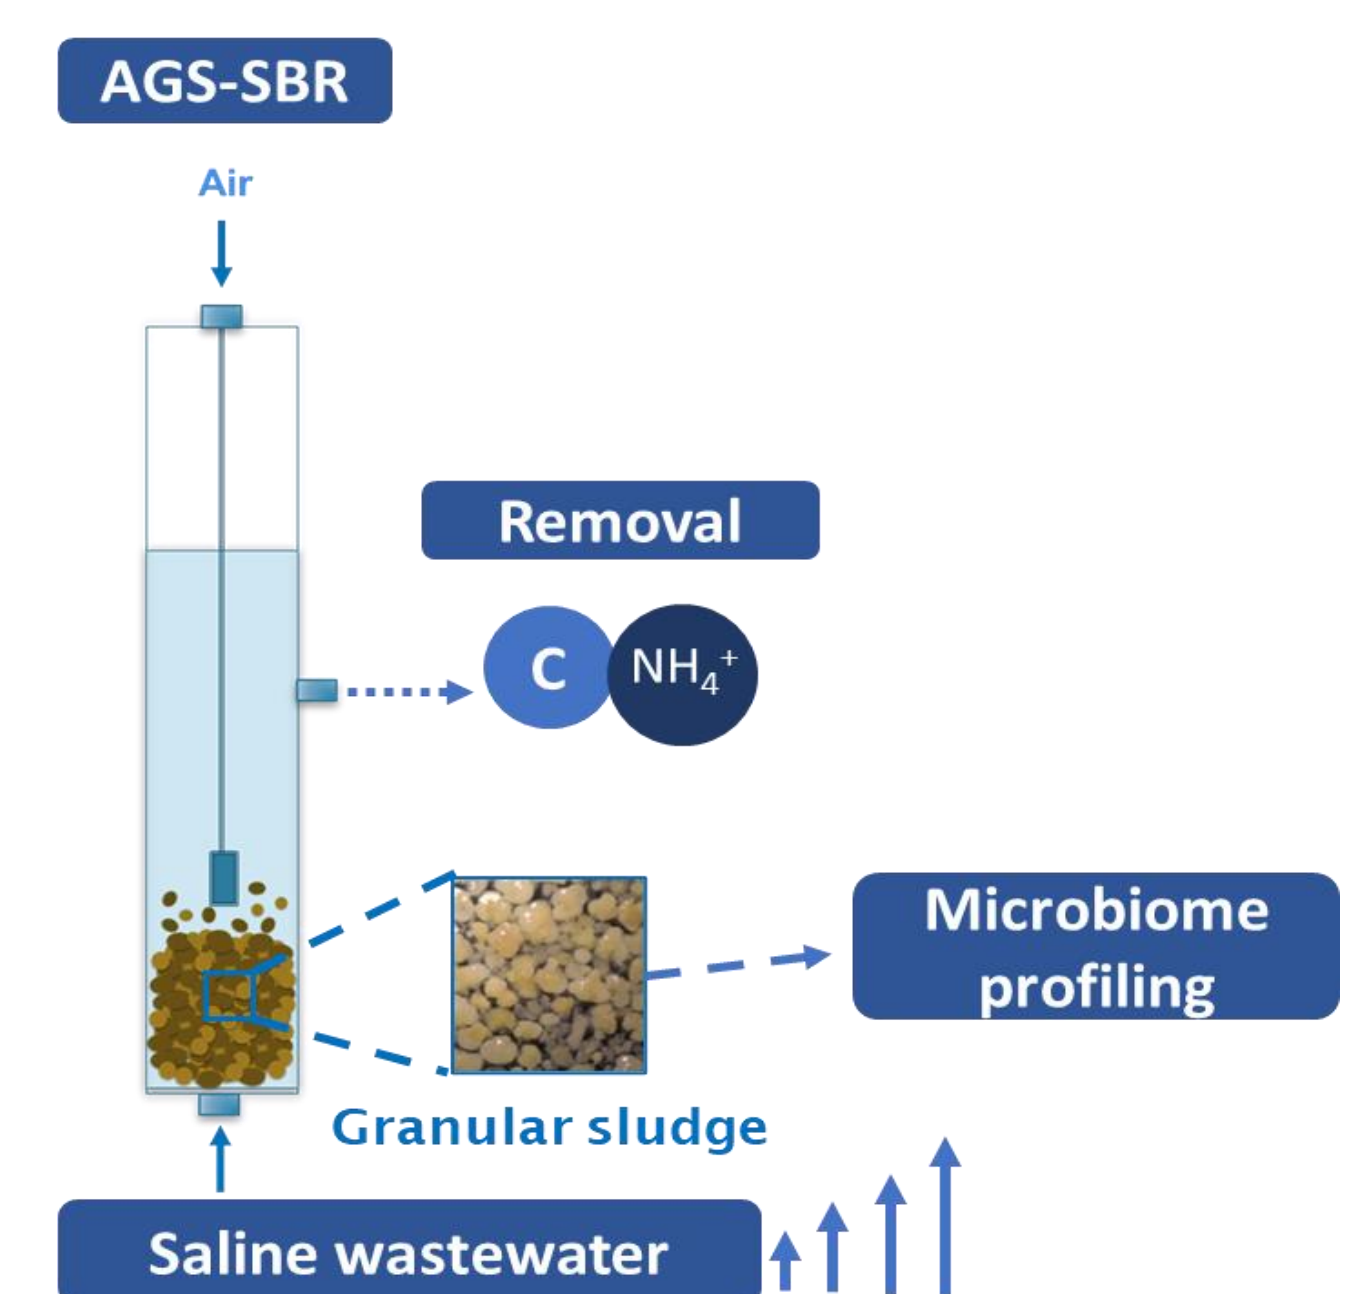 AGS-SBR
Air
Removal
C
NH₄⁺
Microbiome
profiling
Granular sludge
Saline wastewater